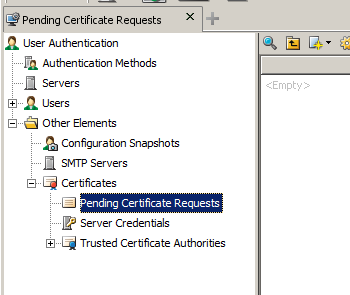 Pending Certificate Requests
User Authentication
Authentication Methods
Servers
Users
Other Elements
Configuration Snapshots
SMTP Servers
Certificates
Pending Certificate Requests
Server Credentials
Trusted Certificate Authorities
<Empty>